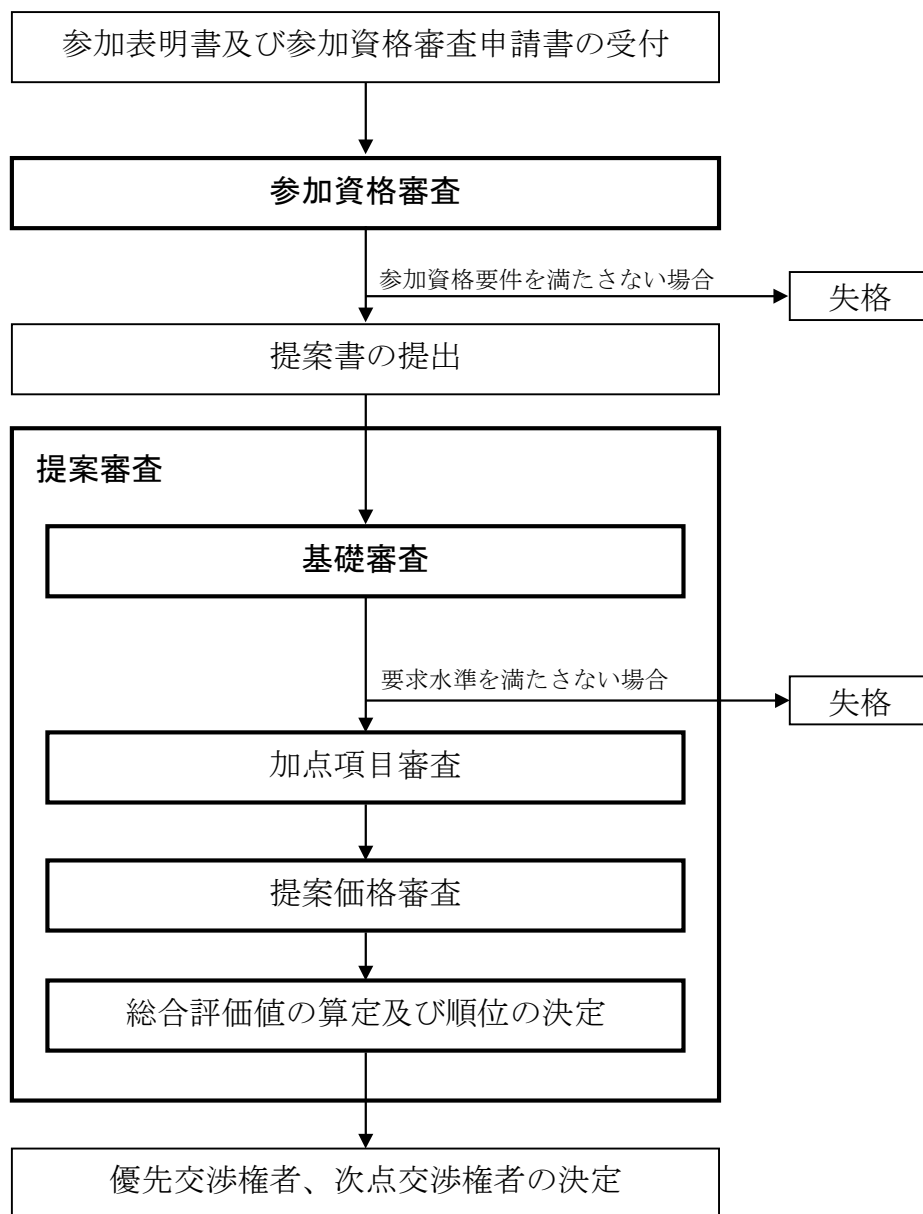 参加表明書及び参加資格審査申請書の受付
参加資格審査
参加資格要件を満たさない場合
失格
提案書の提出
提案審査
基礎審査
要求水準を満たさない場合
失格
加点項目審査
提案価格審査
総合評価値の算定及び順位の決定
優先交渉権者、次点交渉権者の決定